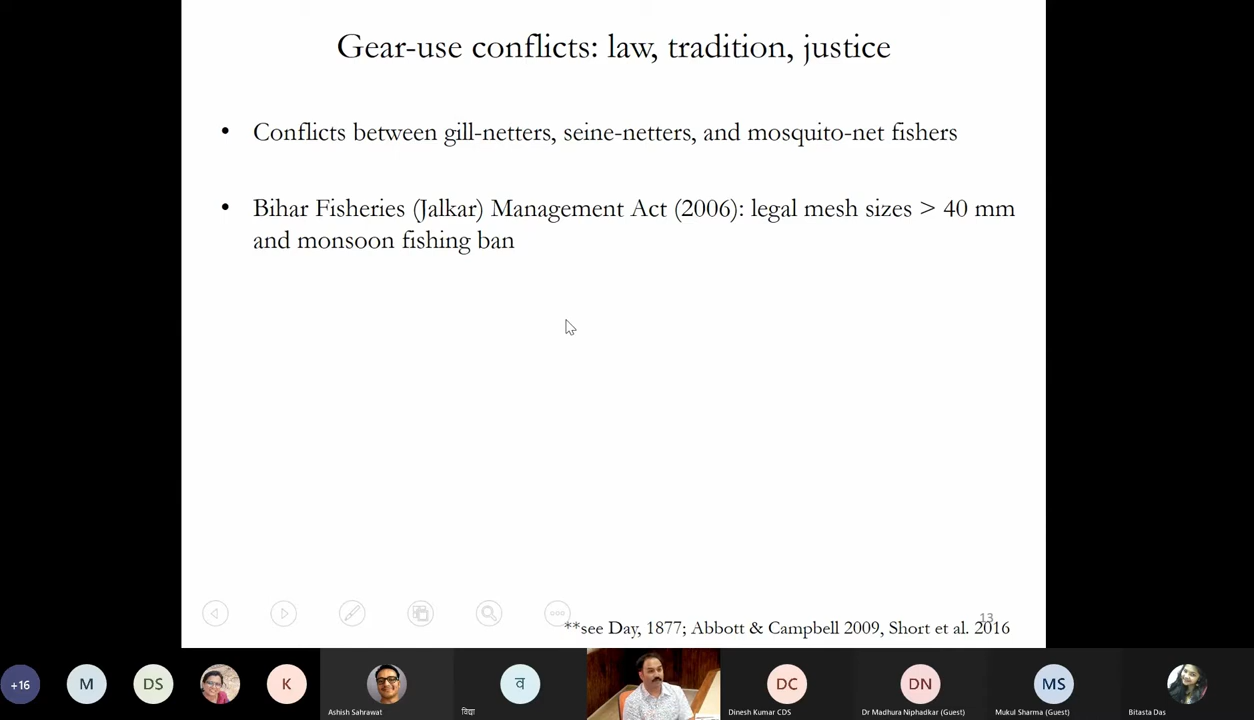 Gear-use conflicts: law, tradition, justice
• Conflicts between gill-netters, seine-netters, and mosquito-net fishers
• Bihar Fisheries (Jalkar) Management Act (2006): legal mesh sizes > 40 mm
and monsoon fishing ban
13
**see Day, 1877; Abbott & Campbell 2009, Short et al. 2016
+16
M
DS
K
Ashish Sahrawat
व
विद्या
DC
Dinesh Kumar CDS
DN
Dr Madhura Niphadkar (Guest)
MS
Mukul Sharma (Guest)
Bitasta Das